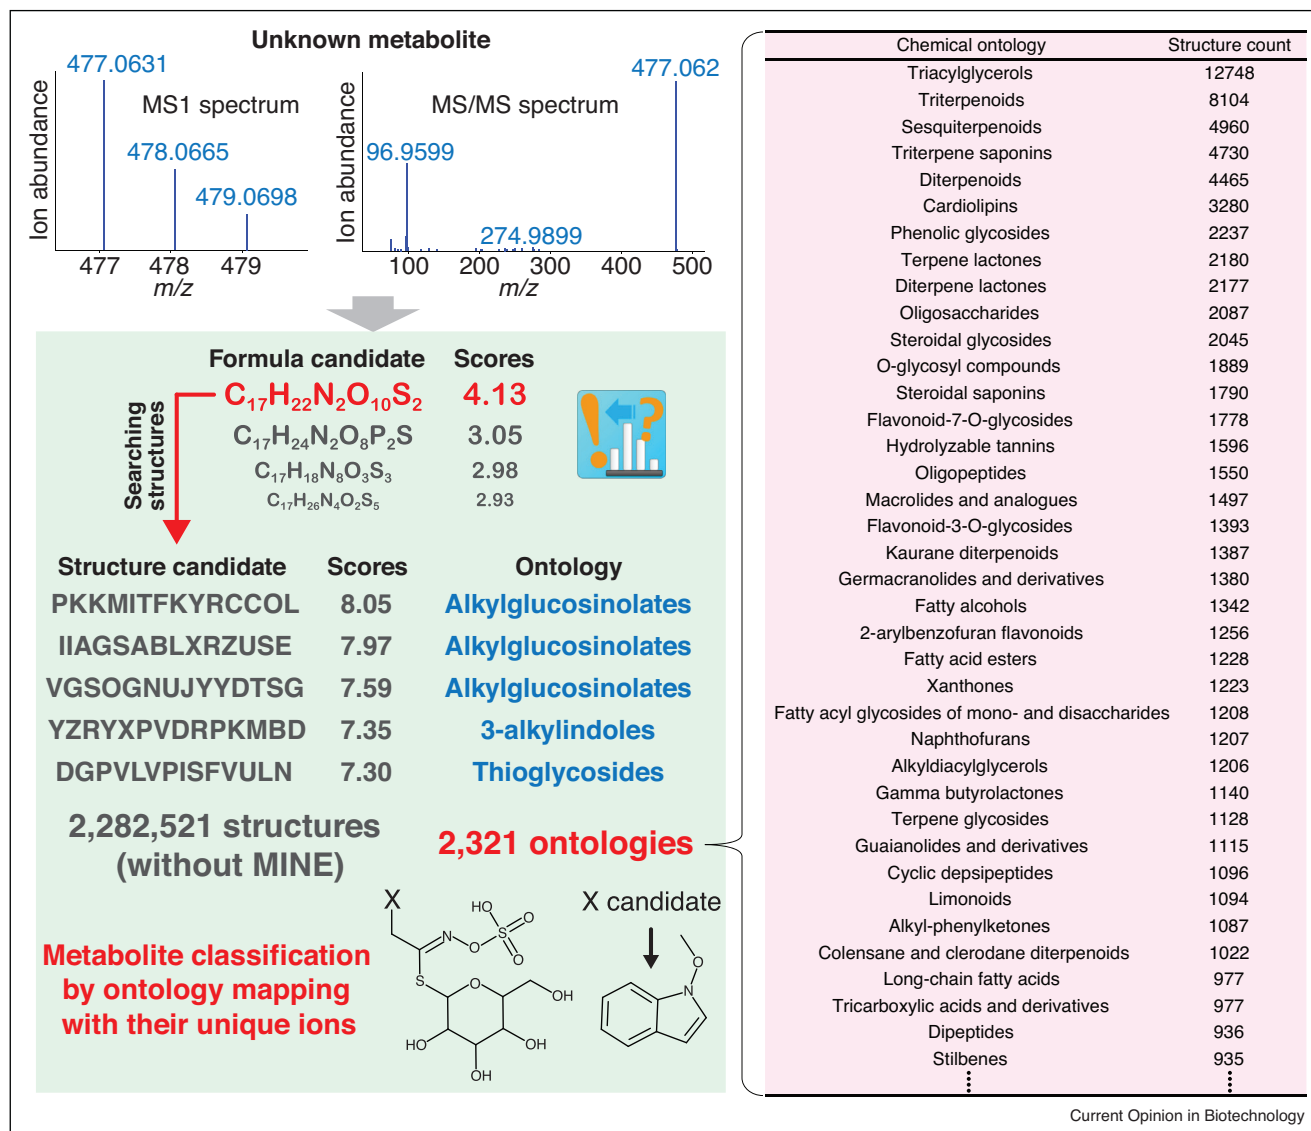 Unknown metabolite
477.0631
MS1 spectrum
478.0665
479.0698
Ion abundance
477 478 479
m/z
477.062
MS/MS spectrum
96.9599
274.9899
Ion abundance
100 200 300 400 500
m/z
Formula candidate Scores
C17H22N2O10S2 4.13
C17H24N2O8P2S 3.05
C17H18N8O3S3 2.98
C17H26N4O2S5 2.93
Searching
structures
Structure candidate Scores Ontology
PKKMITFKYRCCOL 8.05 Alkylglucosinolates
IIAGSABLXRZUSE 7.97 Alkylglucosinolates
VGSOGNUJYYDTSG 7.59 Alkylglucosinolates
YZRYXPVDRPKMBD 7.35 3-alkylindoles
DGPVLVPISFVULN 7.30 Thioglycosides
2,282,521 structures
(without MINE)
2,321 ontologies
Metabolite classification
by ontology mapping
with their unique ions
X
HO
O
N
O
S
O
S
O
OH
HO
OH
OH
X candidate
O
N
Chemical ontology Structure count
Triacylglycerols 12748
Triterpenoids 8104
Sesquiterpenoids 4960
Triterpene saponins 4730
Diterpenoids 4465
Cardiolipins 3280
Phenolic glycosides 2237
Terpene lactones 2180
Diterpene lactones 2177
Oligosaccharides 2087
Steroidal glycosides 2045
O-glycosyl compounds 1889
Steroidal saponins 1790
Flavonoid-7-O-glycosides 1778
Hydrolyzable tannins 1596
Oligopeptides 1550
Macrolides and analogues 1497
Flavonoid-3-O-glycosides 1393
Kaurane diterpenoids 1387
Germacranolides and derivatives 1380
Fatty alcohols 1342
2-arylbenzofuran flavonoids 1256
Fatty acid esters 1228
Xanthones 1223
Fatty acyl glycosides of mono- and disaccharides 1208
Naphthofurans 1207
Alkyldiacylglycerols 1206
Gamma butyrolactones 1140
Terpene glycosides 1128
Guaianolides and derivatives 1115
Cyclic depsipeptides 1096
Limonoids 1094
Alkyl-phenylketones 1087
Colensane and clerodane diterpenoids 1022
Long-chain fatty acids 977
Tricarboxylic acids and derivatives 977
Dipeptides 936
Stilbenes 935
Current Opinion in Biotechnology